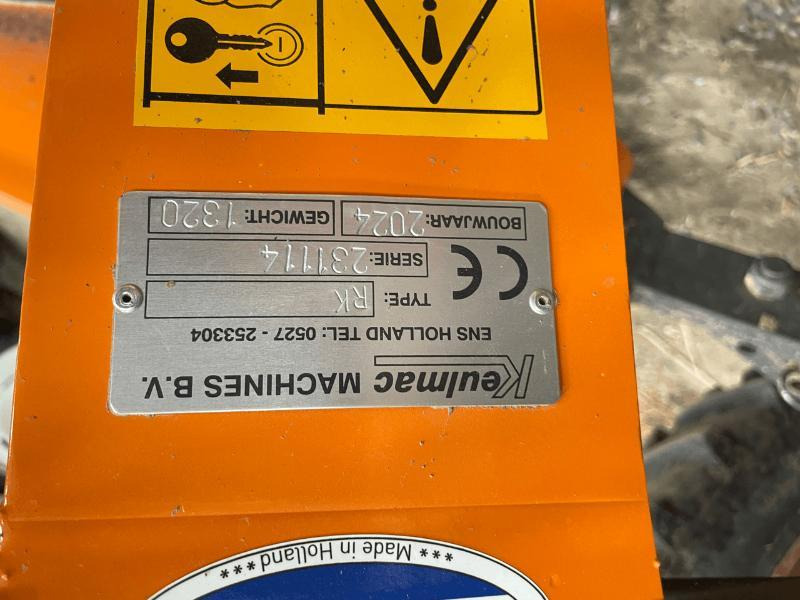 *** Made in Holland ***
Keulmac MACHINES B.V.
ENS HOLLAND TEL: 0527 - 253304
TYPE: RK
CE SERIE: 231114
BOUWJAAR: 2024 GEWICHT: 1320